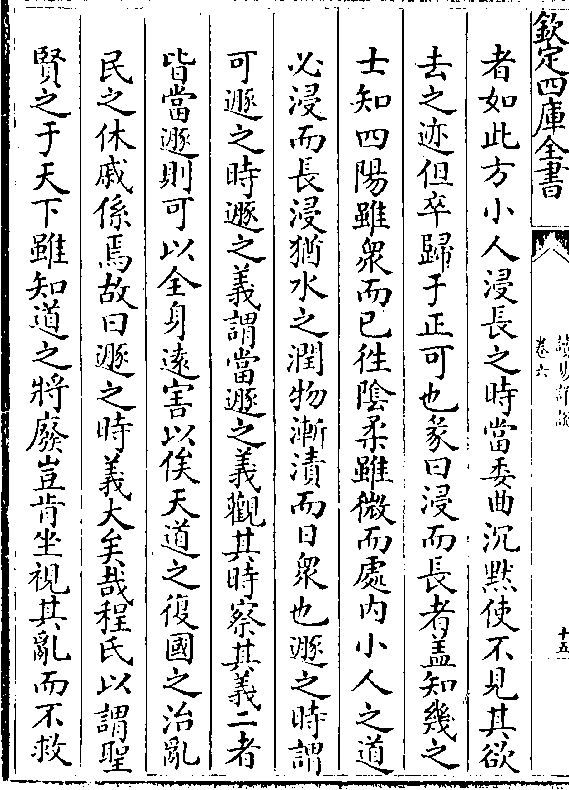 欽定四庫全書
讀易詳說
卷六
十五
者如此方小人浸長之時當委曲沉黙使不見其欲
去之迹但卒歸于正可也彖曰浸而長者盖知幾之
士知四陽雖衆而已徃陰柔雖微而處内小人之道
必浸而長浸猶水之潤物漸漬而日衆也遯之時謂
可遯之時遯之義謂當遯之義觀其時察其義二者
皆當遯則可以全身逺害以俟天道之復國之治亂
民之休戚係焉故曰遯之時義大矣哉程氏以謂聖
賢之于天下雖知道之將廢豈肯坐視其亂而不救